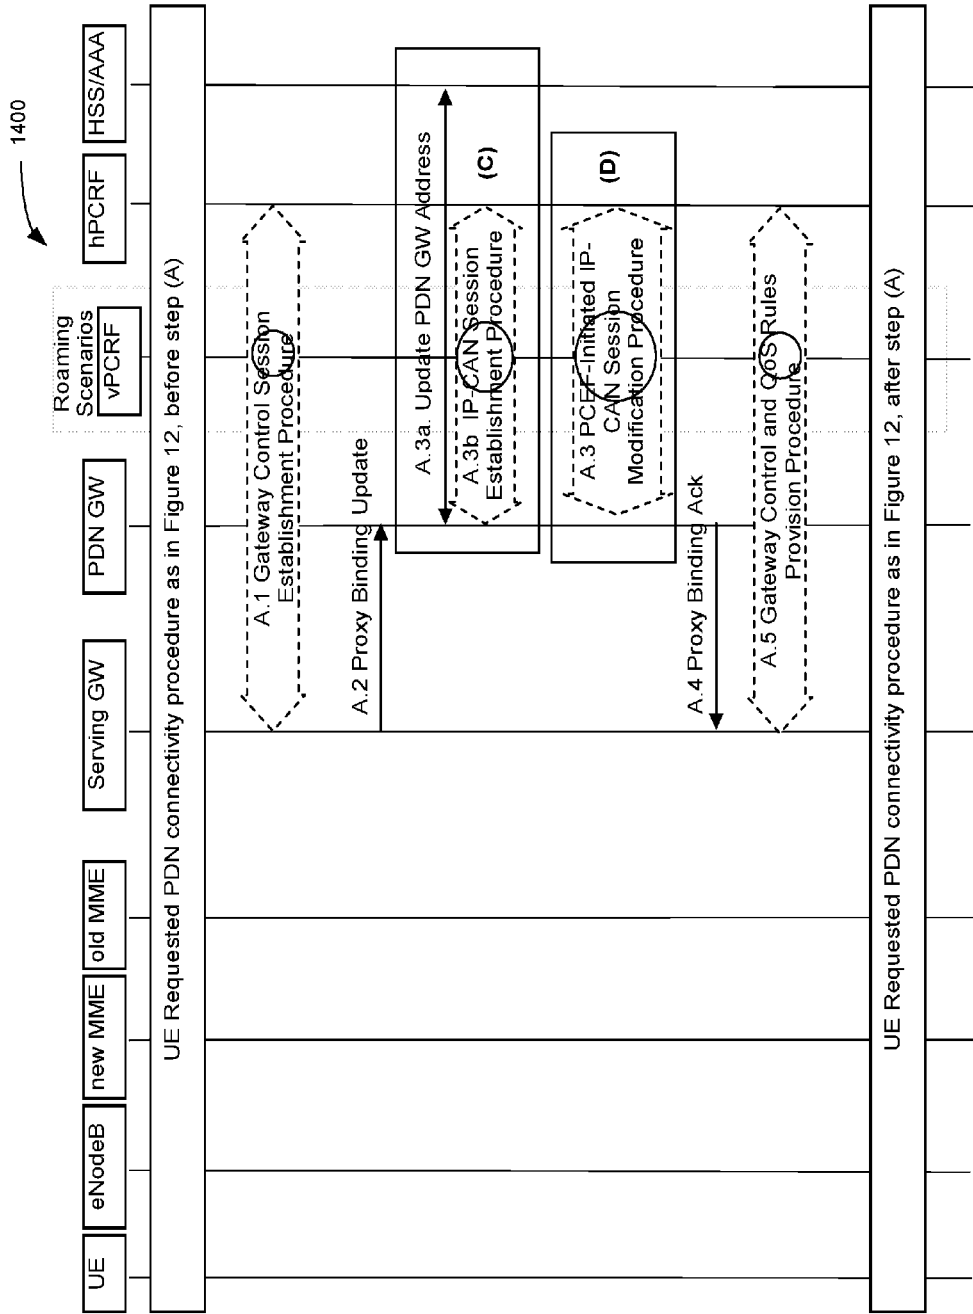 1400
UE
eNodeB
new MME
old MME
Serving GW
PDN GW
Roaming
Scenarios
vPCRF
hPCRF
HSS/AAA
UE Requested PDN connectivity procedure as in Figure 12, before step (A)
A.1 Gateway Control Session
Establishment Procedure
A.2 Proxy Binding Update
A.3a. Update PDN GW Address
A.3b IP-CAN Session
Establishment Procedure
(C)
A.3 PCEF-Initiated IP-
CAN Session
Modification Procedure
(D)
A.4 Proxy Binding Ack
A.5 Gateway Control and QoS Rules
Provision Procedure
UE Requested PDN connectivity procedure as in Figure 12, after step (A)